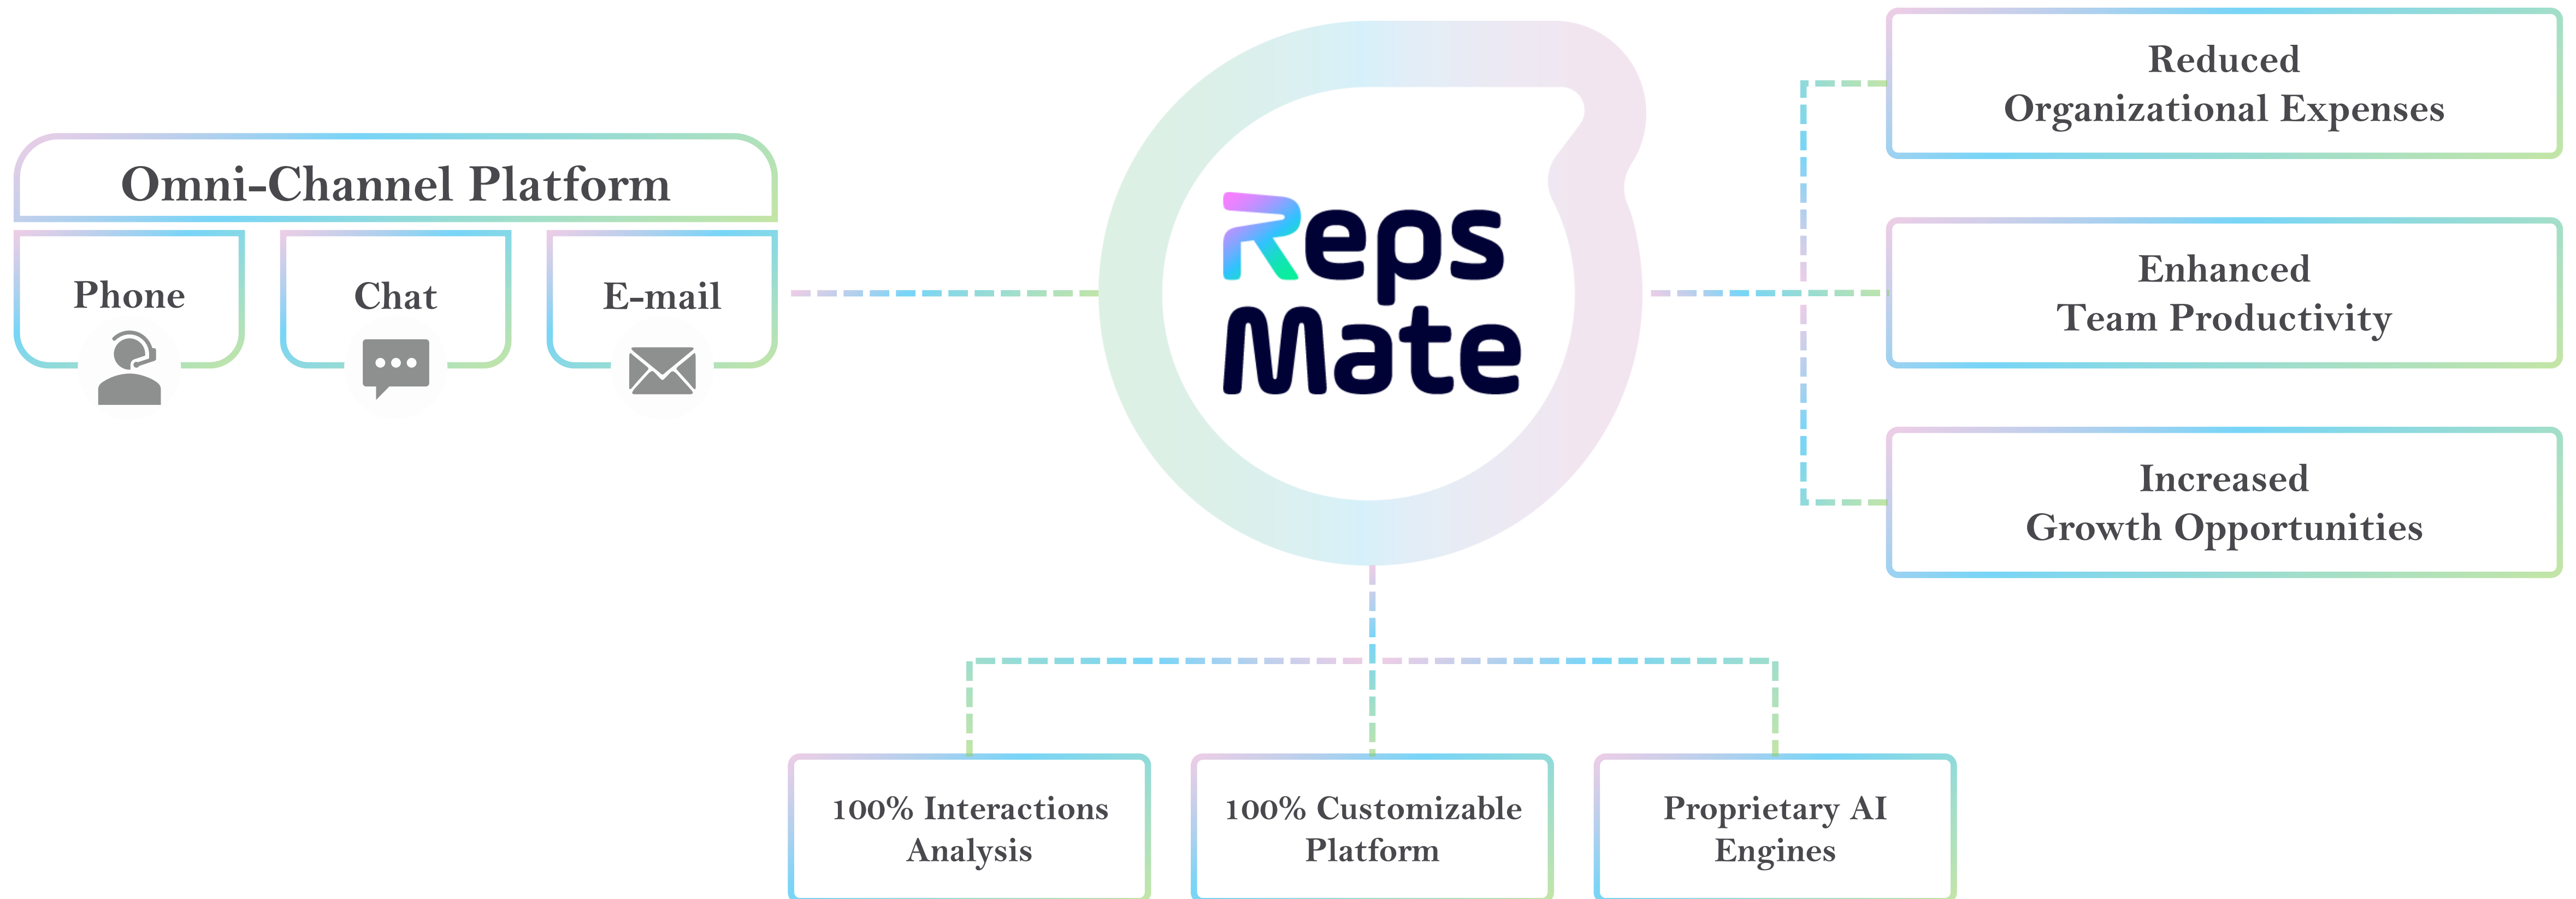 Omni-Channel Platform
Phone
Chat
E-mail
Reps
Mate
Reduced
Organizational Expenses
Enhanced
Team Productivity
Increased
Growth Opportunities
100% Interactions
Analysis
100% Customizable
Platform
Proprietary AI
Engines